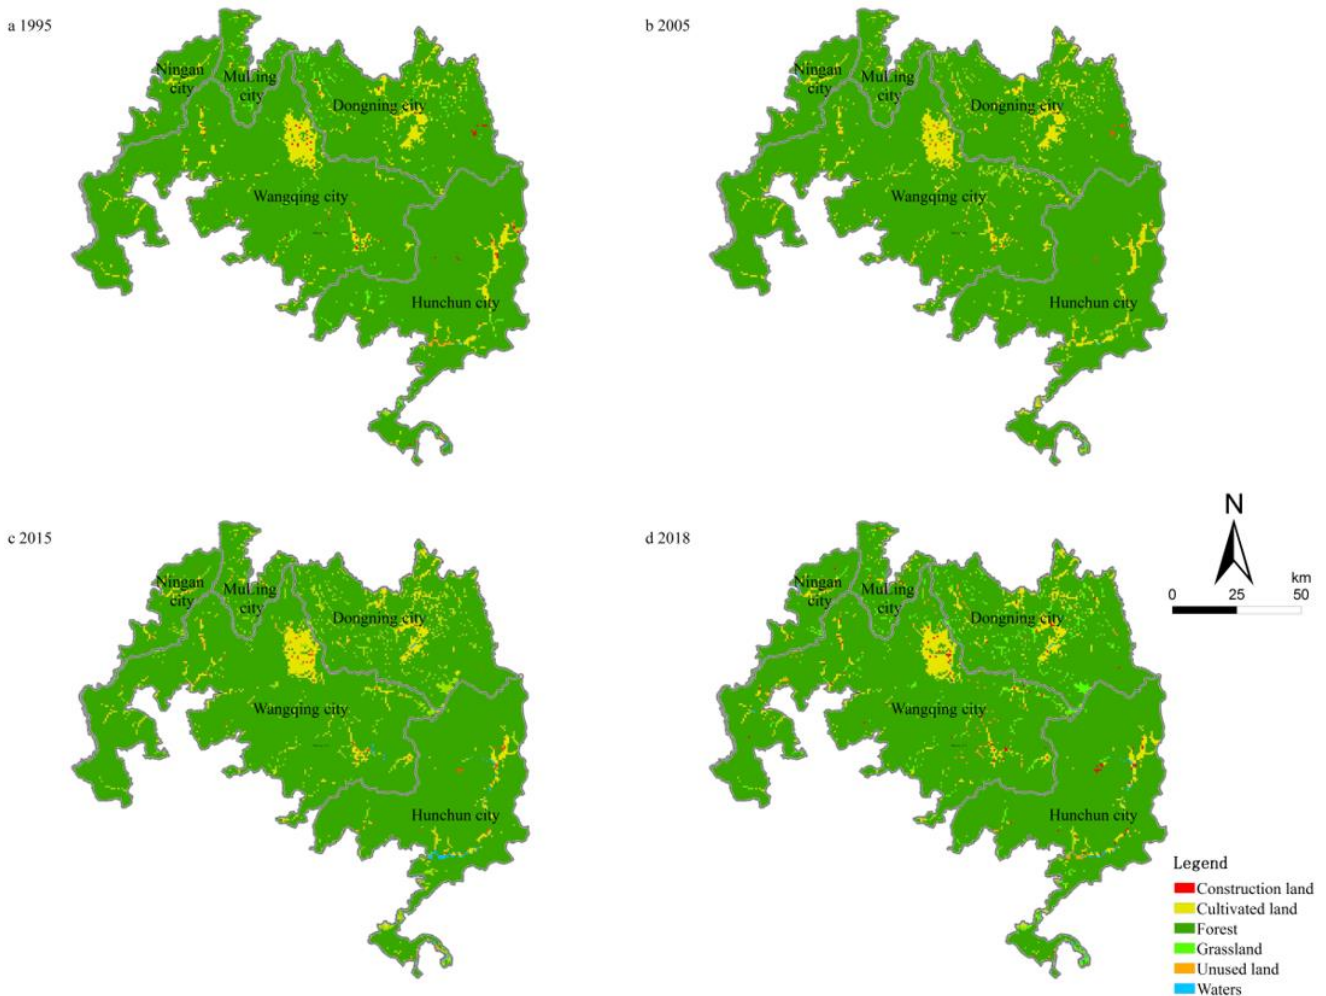 a 1995
Ningan
city
MuLing
city
Dongning city
Wangqing city
Hunchun city
b 2005
Ningan
city
MuLing
city
Dongning city
Wangqing city
Hunchun city
c 2015
Ningan
city
MuLing
city
Dongning city
Wangqing city
Hunchun city
d 2018
Ningan
city
MuLing
city
Dongning city
Wangqing city
Hunchun city
N
km
0 25 50
Legend
Construction land
Cultivated land
Forest
Grassland
Unused land
Waters